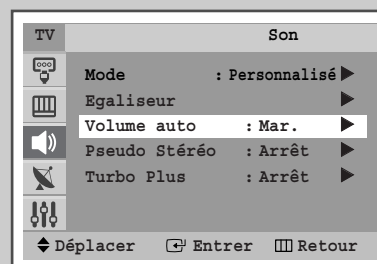 TV Son
Mode : Personnalisé
Egaliseur
Volume auto : Mar.
Pseudo Stéréo : Arrêt
Turbo Plus : Arrêt
Déplacer Entrer Retour